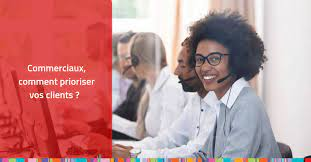 Commerciaux,
comment prioriser
vos clients ?